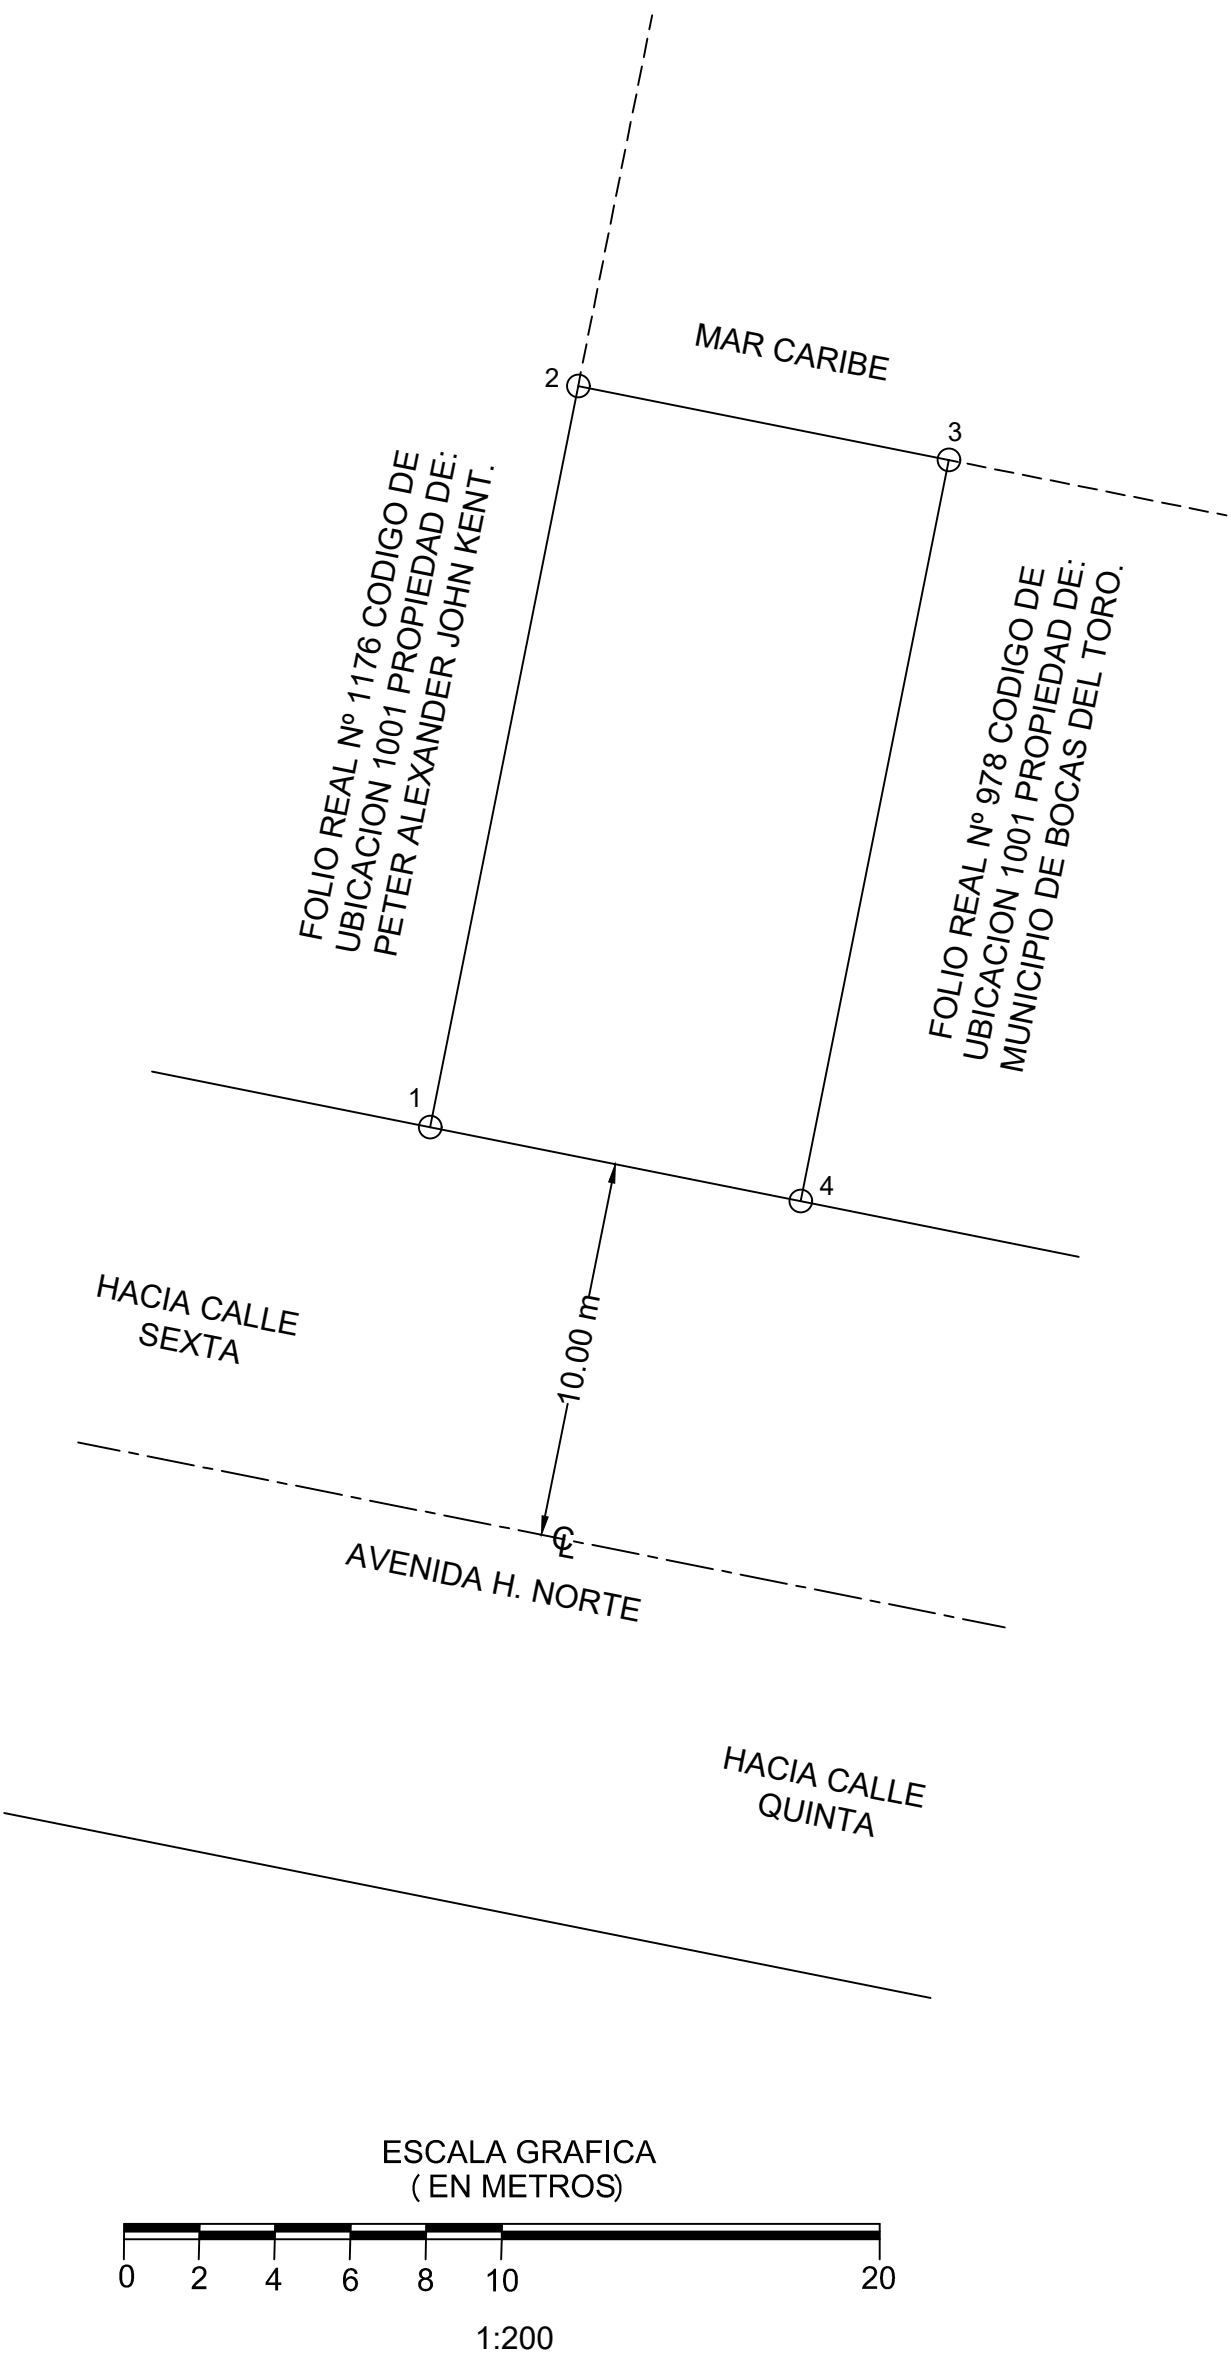 MAR CARIBE
2
3
FOLIO REAL Nº 1176 CODIGO DE
UBICACION 1001 PROPIEDAD DE:
PETER ALEXANDER JOHN KENT.
FOLIO REAL Nº 978 CODIGO DE
UBICACION 1001 PROPIEDAD DE:
MUNICIPIO DE BOCAS DEL TORO.
1
4
HACIA CALLE
SEXTA
10.00 m
℄
AVENIDA H. NORTE
HACIA CALLE
QUINTA
ESCALA GRAFICA
( EN METROS)
0 2 4 6 8 10 20
1:200